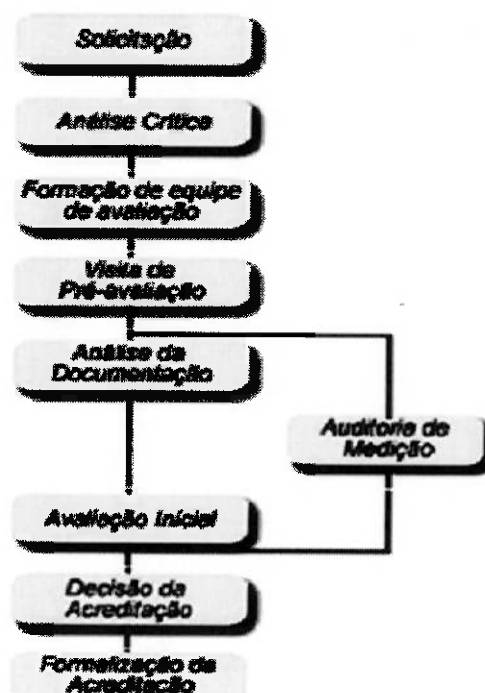 Solicitação
Análise Crítica
Formação de equipe
de avaliação
Visita de
Pré-avaliação
Análise da
Documentação
Auditoria de
Medição
Avaliação Inicial
Decisão da
Acreditação
Formalização da
Acreditação